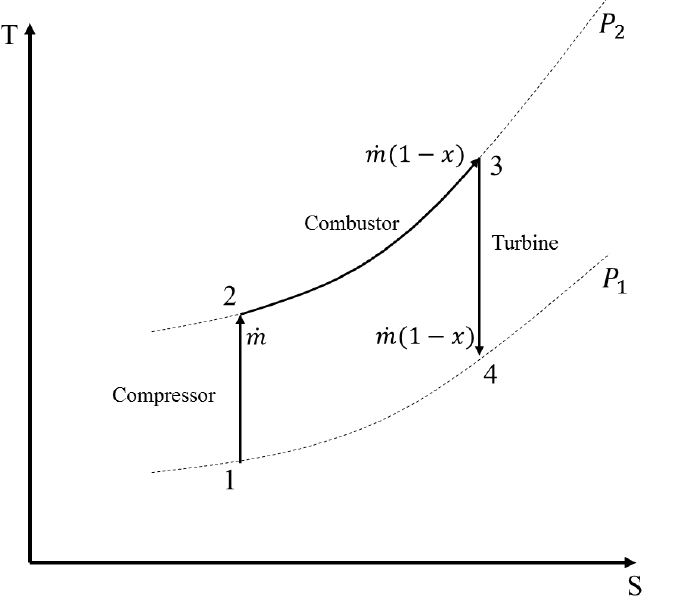 T
P₂
ṁ(1 − x)
3
Combustor
Turbine
2
P₁
ṁ
ṁ(1 − x)
4
Compressor
1
S